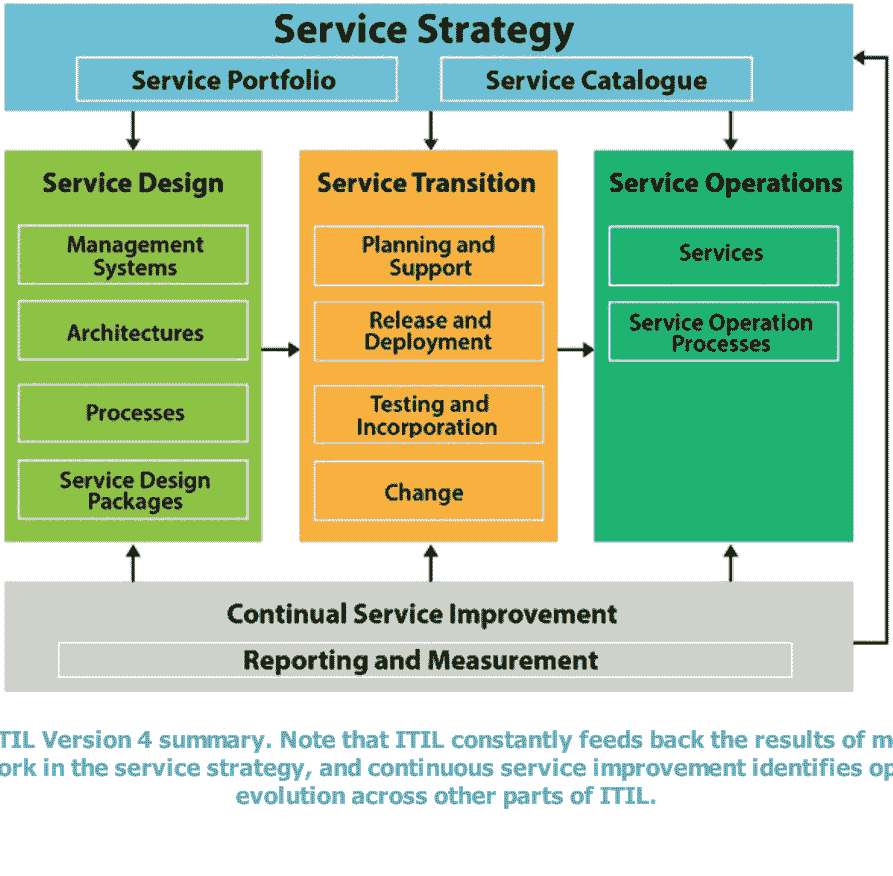 Service Strategy
Service Portfolio
Service Catalogue
Service Design
Management
Systems
Architectures
Processes
Service Design
Packages
Service Transition
Planning and
Support
Release and
Deployment
Testing and
Incorporation
Change
Service Operations
Services
Service Operation
Processes
Continual Service Improvement
Reporting and Measurement
TIL Version 4 summary. Note that ITIL constantly feeds back the results of
in the service strategy, and continuous service improvement identifies
evolution across other parts of ITIL.